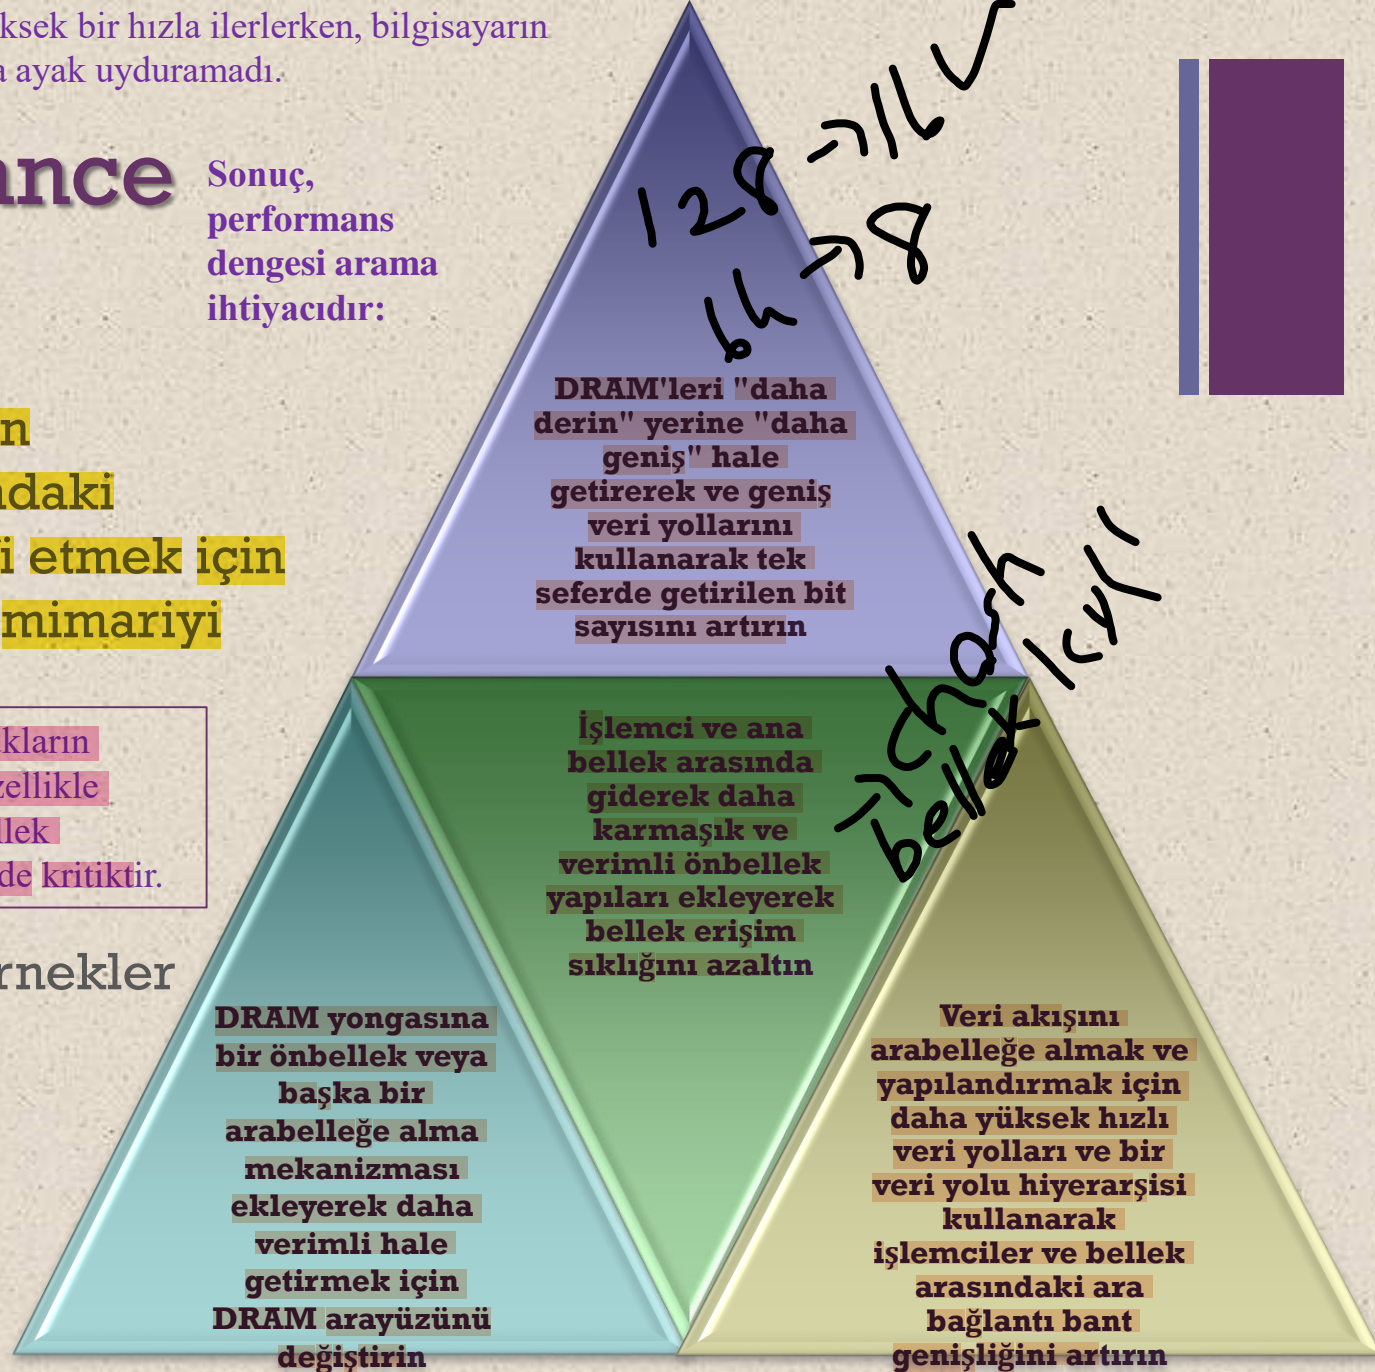 ksek bir hızla ilerlerken, bilgisayarın
a ayak uyduramadı.
ance
Sonuç,
performans
dengesi arama
ihtiyacıdır:
n
ndaki
i etmek için
mimariyi
ıkların
zellikle
llek
de kritiktir.
rnekler
128 → 16 ✓
64 → 8
DRAM'leri "daha
derin" yerine "daha
geniş" hale
getirerek ve geniş
veri yollarını
kullanarak tek
seferde getirilen bit
sayısını artırın
İşlemci ve ana
bellek arasında
giderek daha
karmaşık ve
verimli önbellek
yapıları ekleyerek
bellek erişim
sıklığını azaltın
bellek
DRAM yongasına
bir önbellek veya
başka bir
arabelleğe alma
mekanizması
ekleyerek daha
verimli hale
getirmek için
DRAM arayüzünü
değiştirin
Veri akışını
arabelleğe almak ve
yapılandırmak için
daha yüksek hızlı
veri yolları ve bir
veri yolu hiyerarşisi
kullanarak
işlemciler ve bellek
arasındaki ara
bağlantı bant
genişliğini artırın